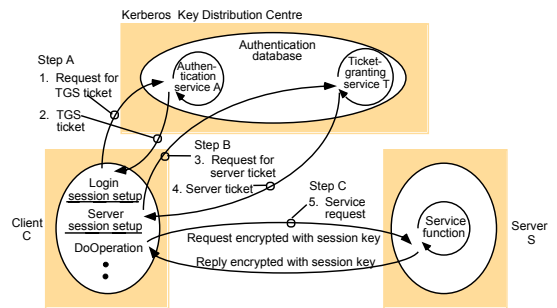 Kerberos Key Distribution Centre
Step A
1. Request for
TGS ticket
2. TGS
ticket
Authentication
database
Authen-
tication
service A
Ticket-
granting
service T
Step B
3. Request for
server ticket
4. Server ticket
Step C
5. Service
request
Client
C
Login
session setup
Server
session setup
DoOperation
Request encrypted with session key
Reply encrypted with session key
Service
function
Server
S